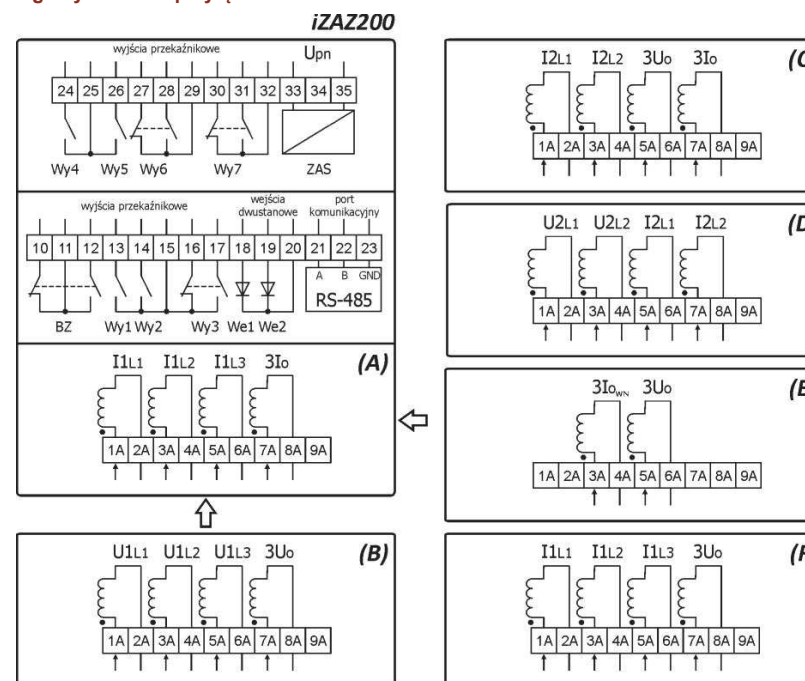 iZAZ200
wyjścia przekaźnikowe Upn
24 25 26 27 28 29 30 31 32 33 34 35
Wy4 Wy5 Wy6 Wy7 ZAS
wyjścia przekaźnikowe wejścia dwustanowe port komunikacyjny
10 11 12 13 14 15 16 17 18 19 20 21 22 23
A B GND
RS-485
BZ Wy1 Wy2 Wy3 We1 We2
I1L1 I1L2 I1L3 3Io (A)
1A 2A 3A 4A 5A 6A 7A 8A 9A
U1L1 U1L2 U1L3 3Uo (B)
1A 2A 3A 4A 5A 6A 7A 8A 9A
I2L1 I2L2 3Uo 3Io
1A 2A 3A 4A 5A 6A 7A 8A 9A
U2L1 U2L2 I2L1 I2L2
1A 2A 3A 4A 5A 6A 7A 8A 9A
3IoWN 3Uo
1A 2A 3A 4A 5A 6A 7A 8A 9A
I1L1 I1L2 I1L3 3Uo
1A 2A 3A 4A 5A 6A 7A 8A 9A